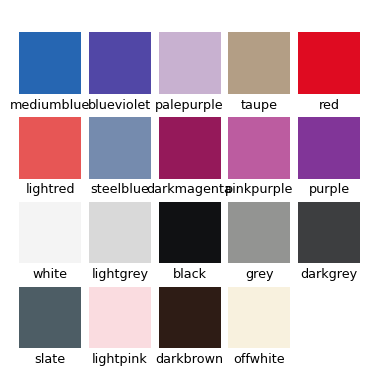 mediumblue blueviolet palepurple taupe red
lightred steelblue darkmagenta pinkpurple purple
white lightgrey black grey darkgrey
slate lightpink darkbrown offwhite